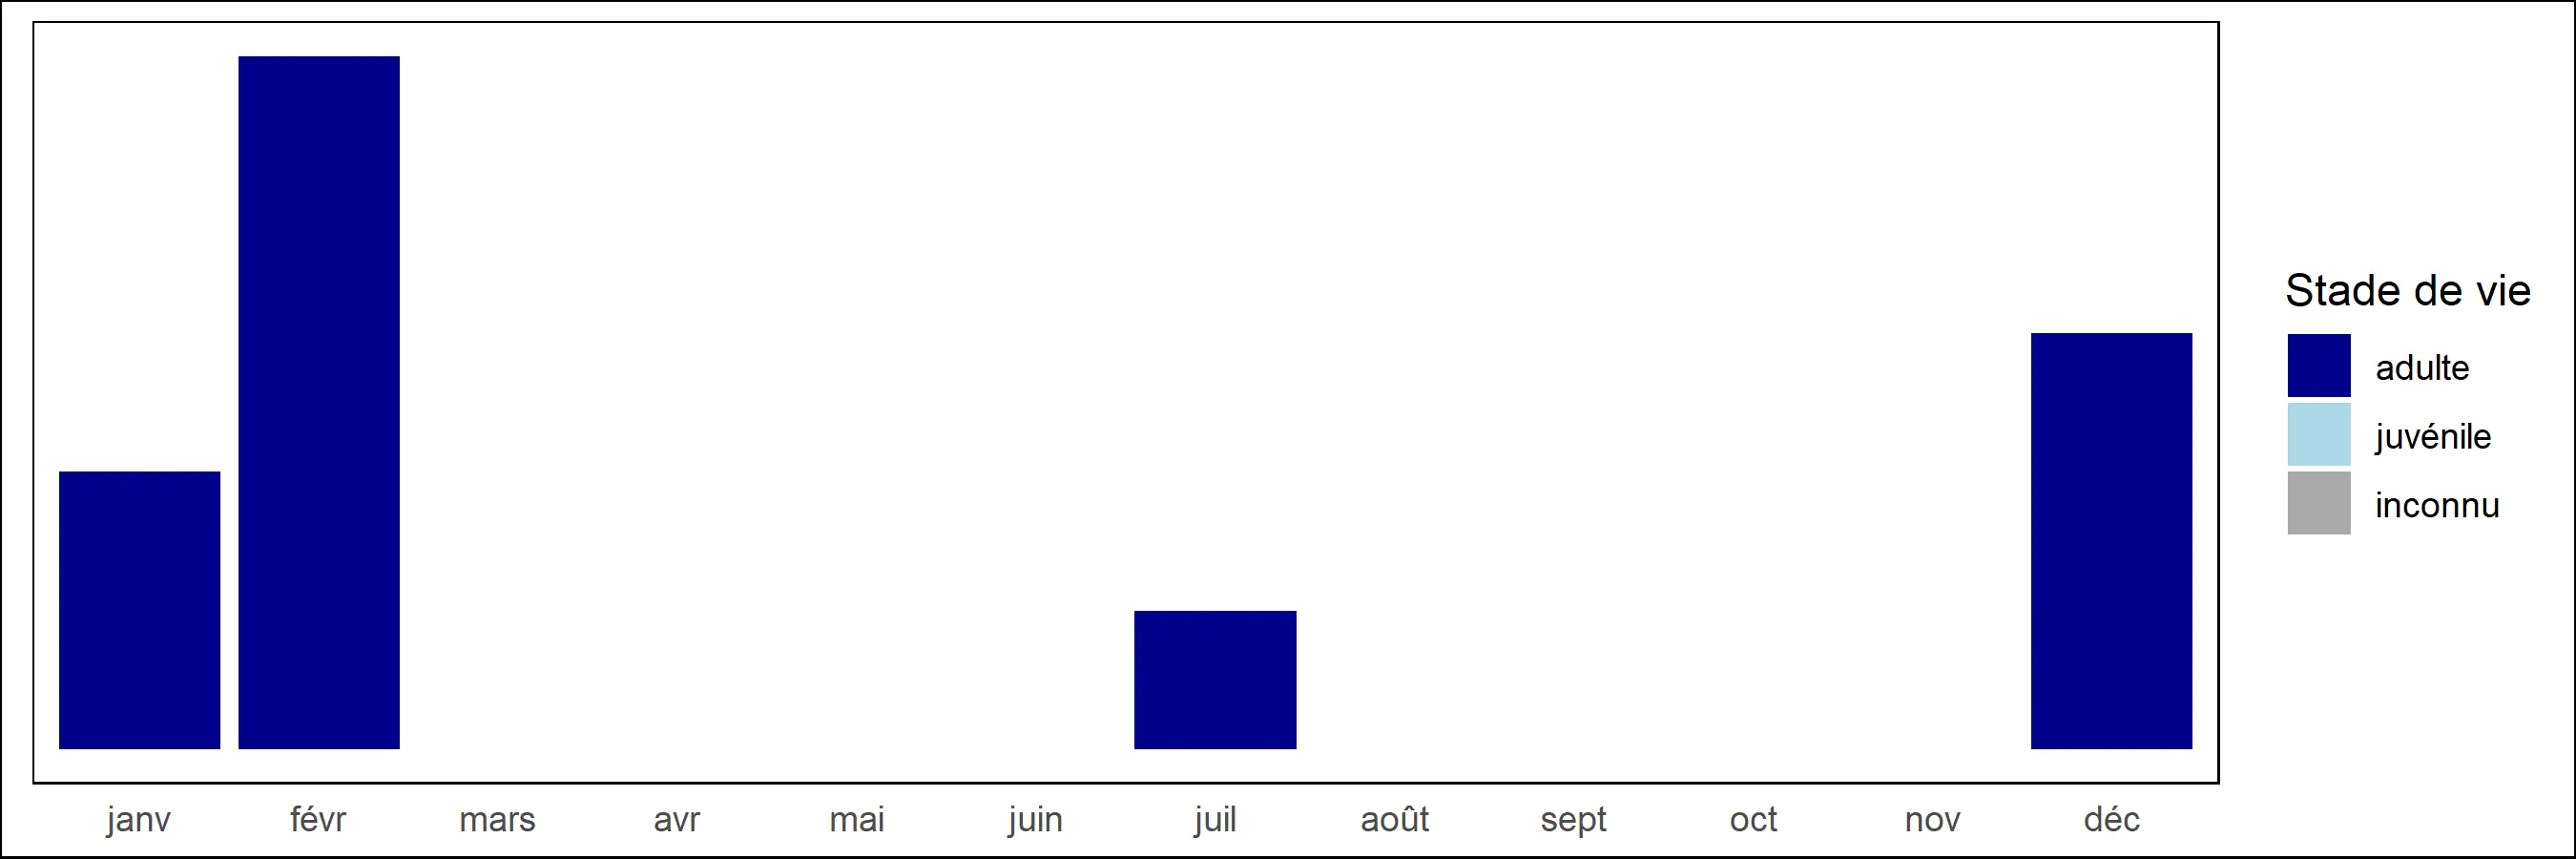 Stade de vie
adulte
juvénile
inconnu
janv févr mars avr mai juin juil août sept oct nov déc